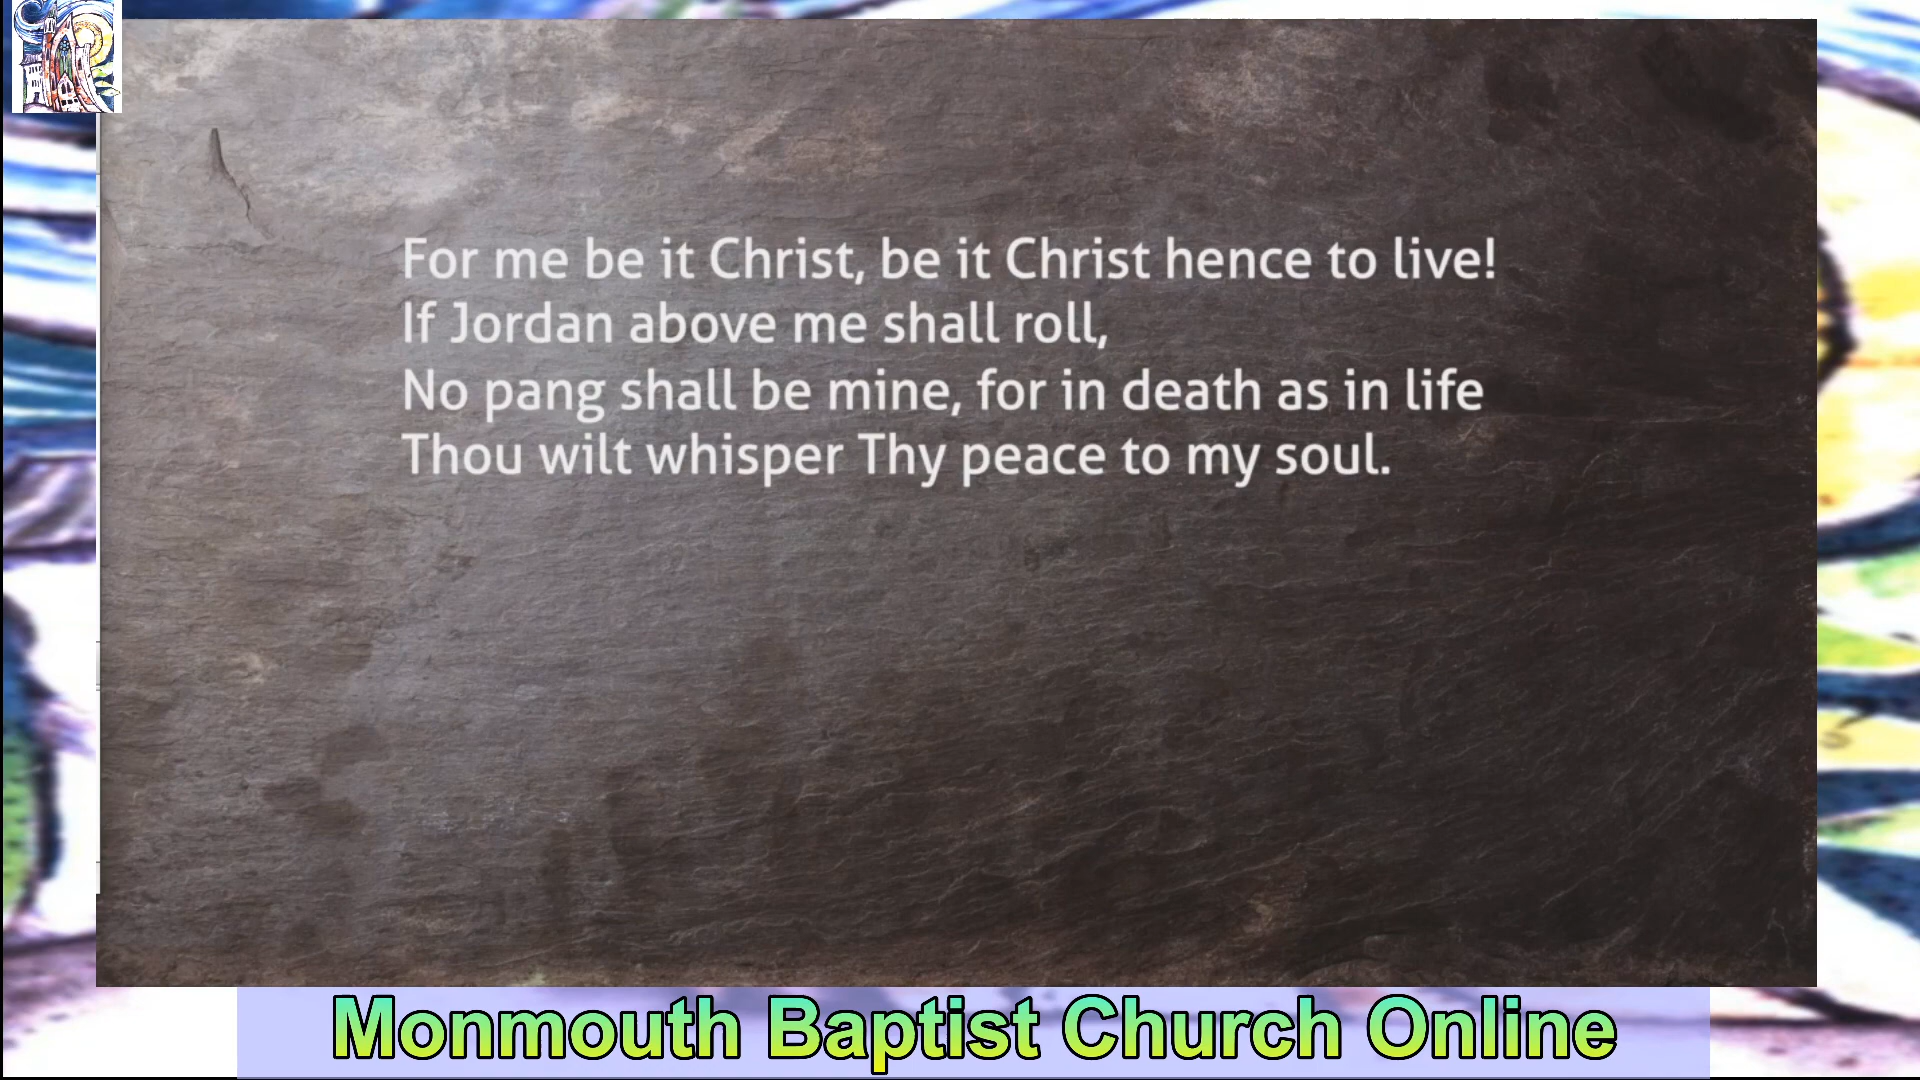 For me be it Christ, be it Christ hence to live!
If Jordan above me shall roll,
No pang shall be mine, for in death as in life
Thou wilt whisper Thy peace to my soul.
Monmouth Baptist Church Online